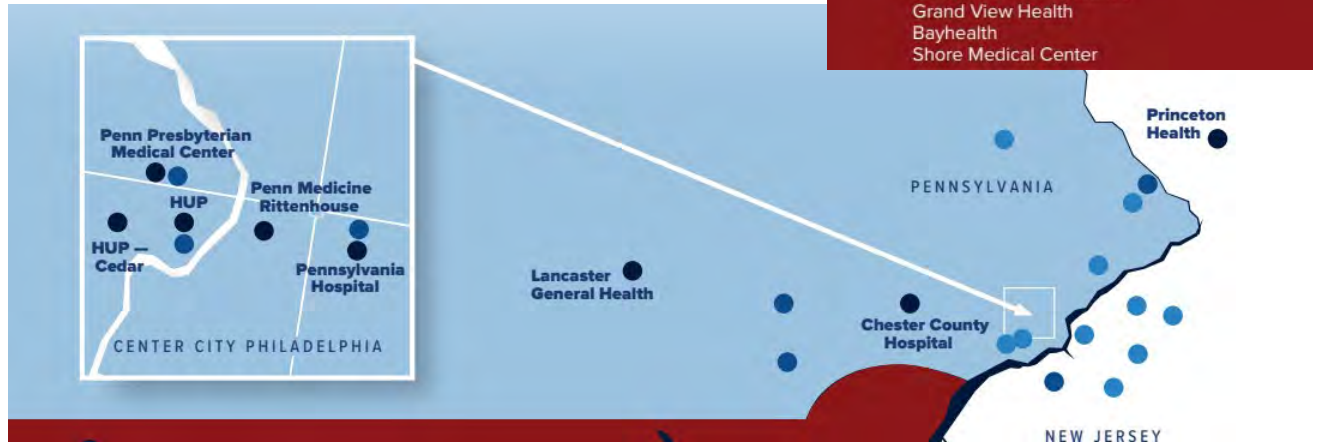 Grand View Health
Bayhealth
Shore Medical Center
Princeton
Health
PENNSYLVANIA
Penn Presbyterian
Medical Center
HUP
Penn Medicine
Rittenhouse
HUP —
Cedar
Pennsylvania
Hospital
CENTER CITY PHILADELPHIA
Lancaster
General Health
Chester County
Hospital
NEW JERSEY